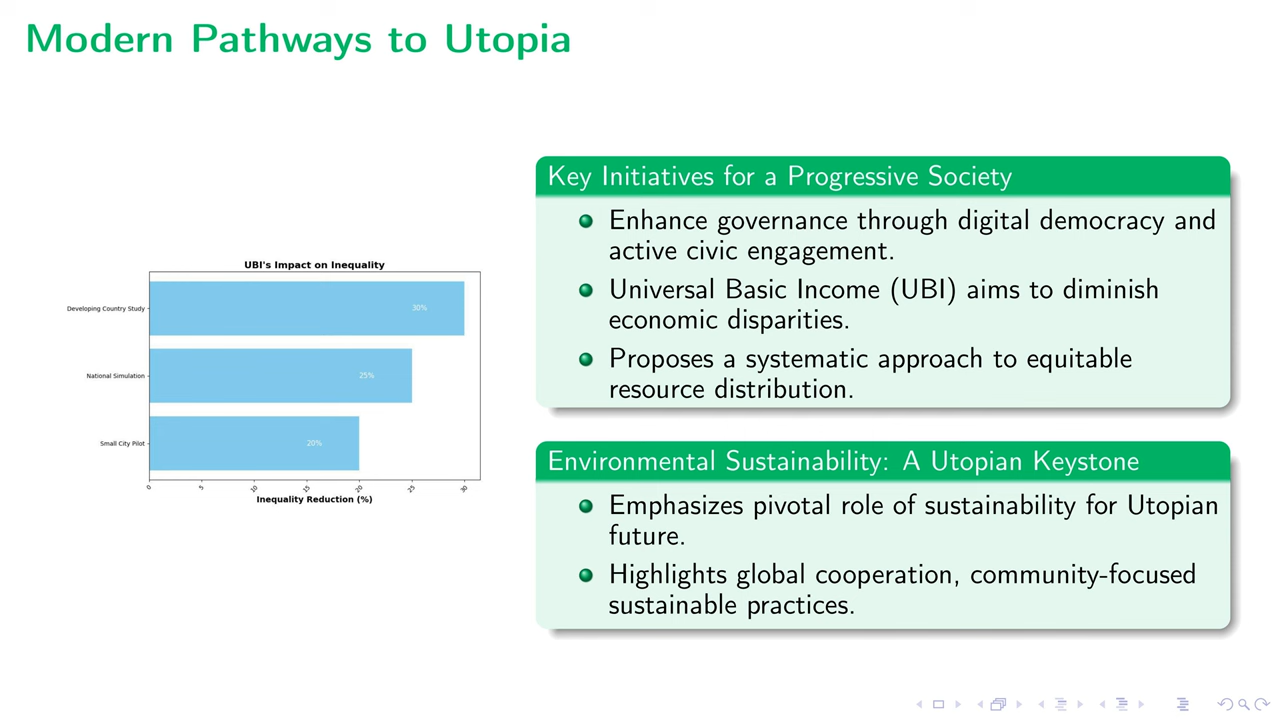 Modern Pathways to Utopia
UBI's Impact on Inequality
Developing Country Study
30%
National Simulation
25%
Small City Pilot
20%
0 5 10 15 20 25 30
Inequality Reduction (%)
Key Initiatives for a Progressive Society
Enhance governance through digital democracy and
active civic engagement.
Universal Basic Income (UBI) aims to diminish
economic disparities.
Proposes a systematic approach to equitable
resource distribution.
Environmental Sustainability: A Utopian Keystone
Emphasizes pivotal role of sustainability for Utopian
future.
Highlights global cooperation, community-focused
sustainable practices.